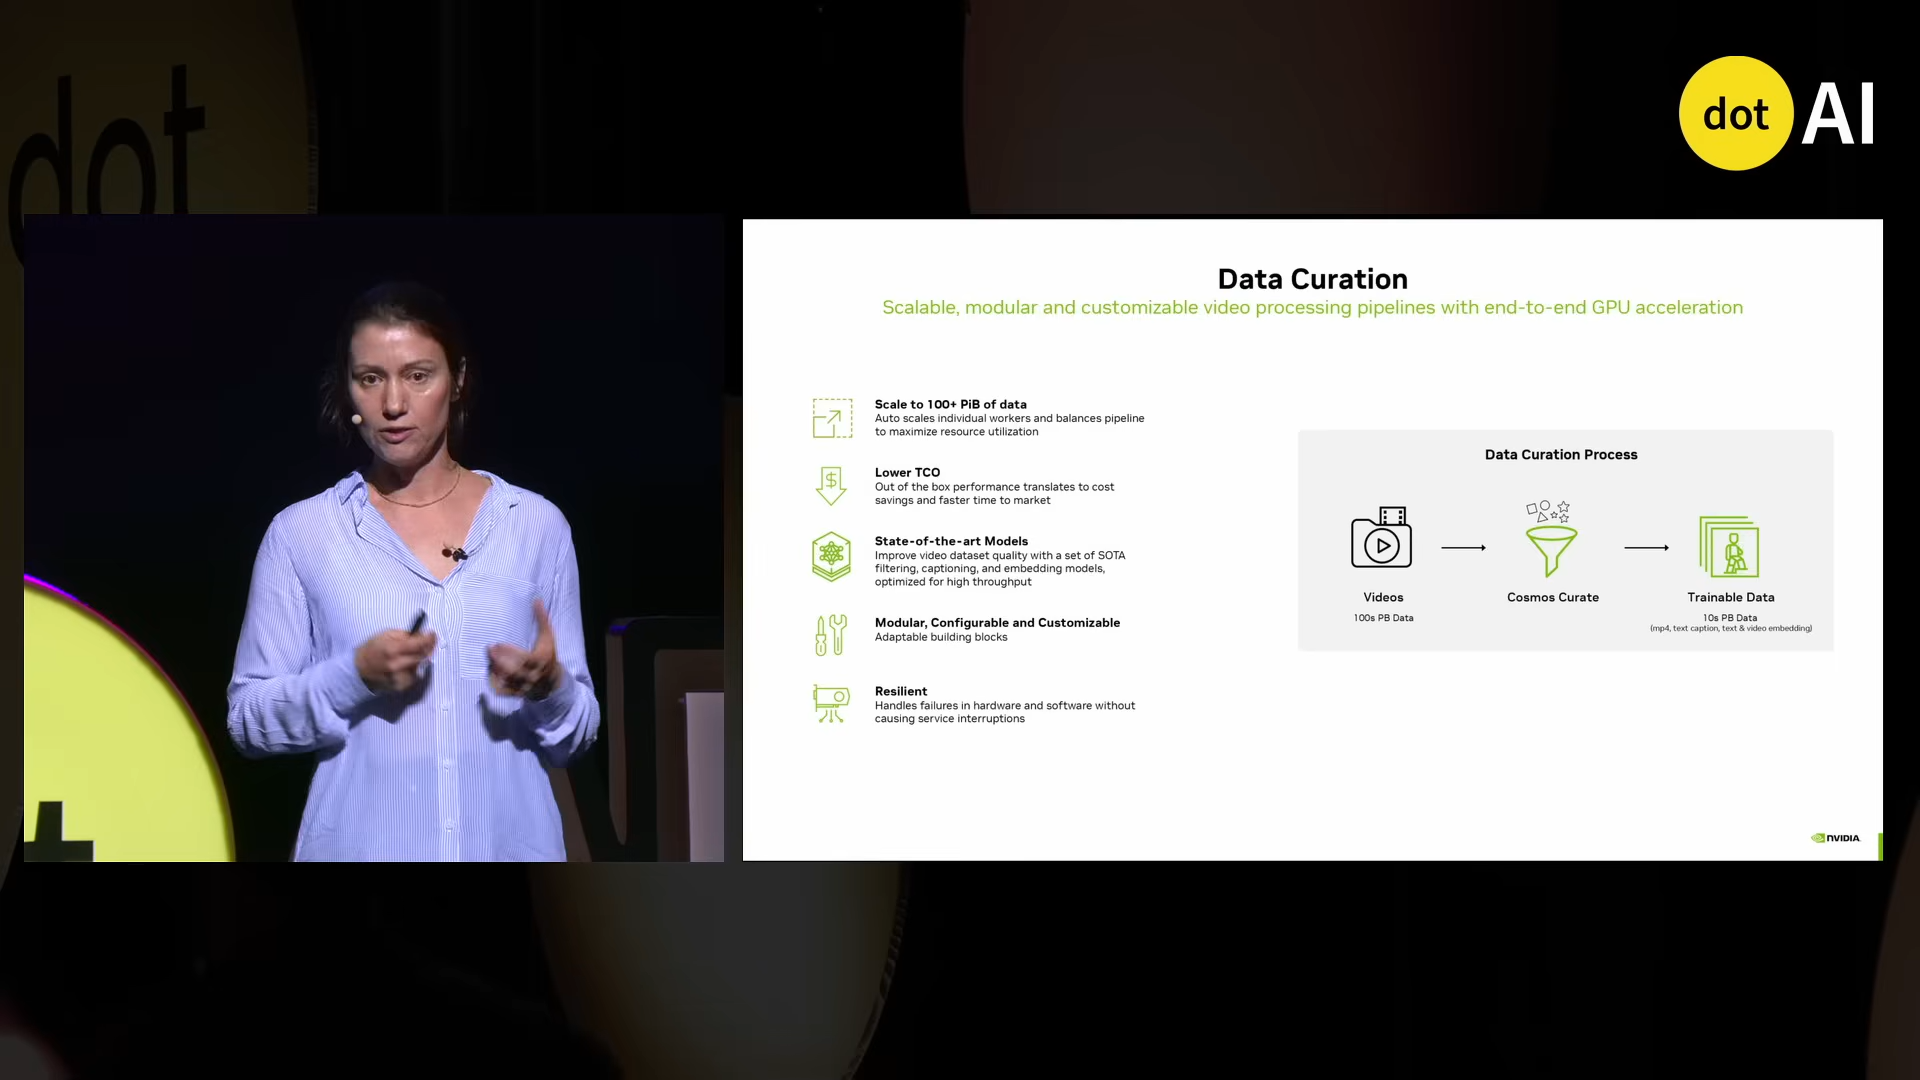 dot
dot AI
t
Data Curation
Scalable, modular and customizable video processing pipelines with end-to-end GPU acceleration
Scale to 100+ PiB of data
Auto scales individual workers and balances pipeline
to maximize resource utilization
Lower TCO
Out of the box performance translates to cost
savings and faster time to market
State-of-the-art Models
Improve video dataset quality with a set of SOTA
filtering, captioning, and embedding models,
optimized for high throughput
Modular, Configurable and Customizable
Adaptable building blocks
Resilient
Handles failures in hardware and software without
causing service interruptions
Data Curation Process
Videos
100s PB Data
Cosmos Curate
Trainable Data
10s PB Data
(mp4, text caption, text & video embedding)
NVIDIA